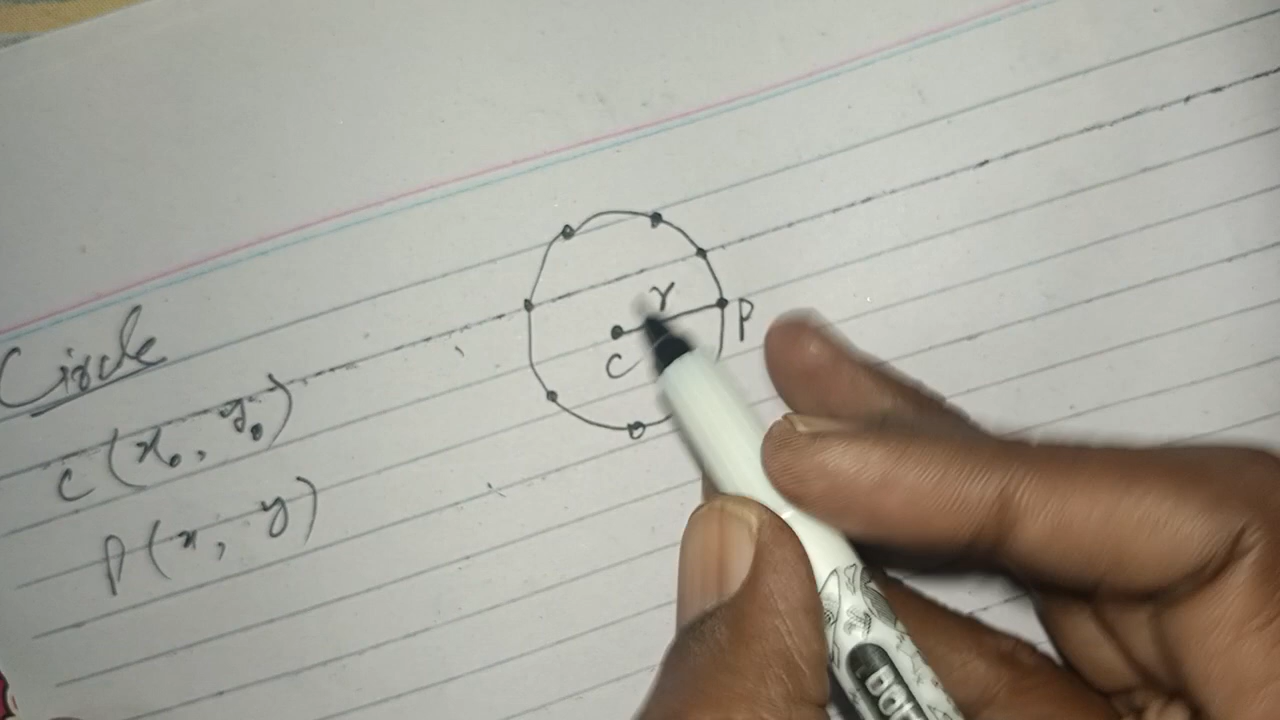 Circle
C (x₀, y₀)
P (x, y)
r
P
C